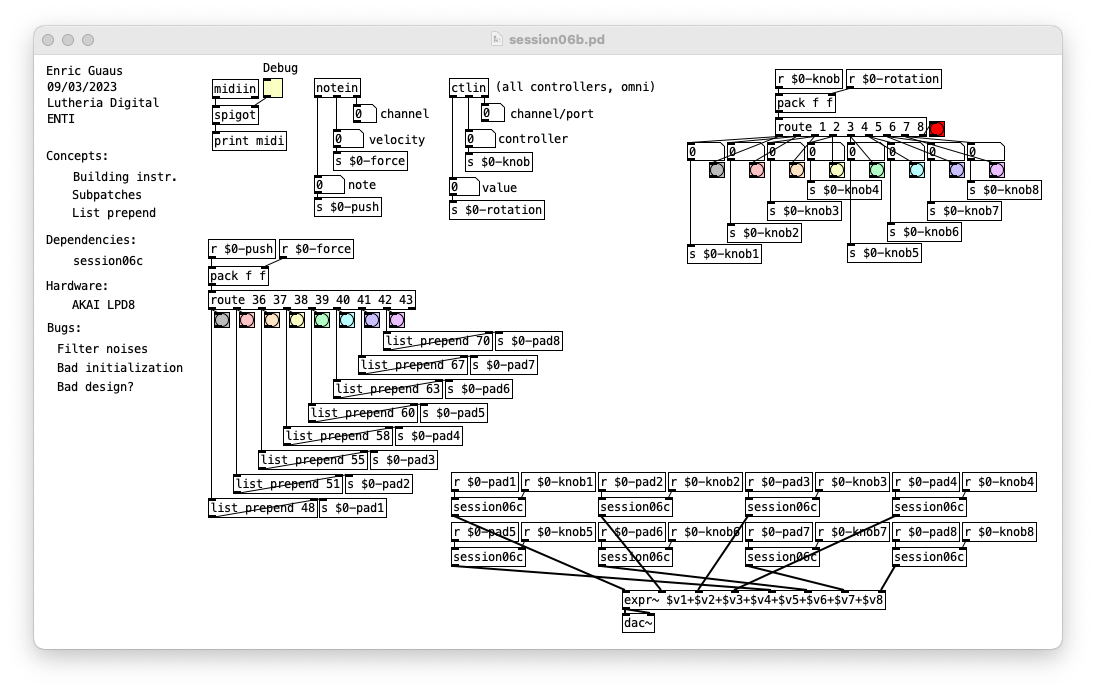 session06b.pd
Enric Guaus
09/03/2023
Lutheria Digital
ENTI
Concepts:
Building instr.
Subpatches
List prepend
Dependencies:
session06c
Hardware:
AKAI LPD8
Bugs:
Filter noises
Bad initialization
Bad design?
Debug
midiin
spigot
print midi
notein
0 channel
0 velocity
s $0-force
0 note
s $0-push
ctlin (all controllers, omni)
0 channel/port
0 controller
s $0-knob
0 value
s $0-rotation
r $0-knob r $0-rotation
pack f f
route 1 2 3 4 5 6 7 8
0 0 0 0 0 0 0 0
s $0-knob4 s $0-knob8
s $0-knob3 s $0-knob7
s $0-knob2 s $0-knob6
s $0-knob1 s $0-knob5
r $0-push r $0-force
pack f f
route 36 37 38 39 40 41 42 43
list prepend 70 s $0-pad8
list prepend 67 s $0-pad7
list prepend 63 s $0-pad6
list prepend 60 s $0-pad5
list prepend 58 s $0-pad4
list prepend 55 s $0-pad3
list prepend 51 s $0-pad2
list prepend 48 s $0-pad1
r $0-pad1 r $0-knob1 r $0-pad2 r $0-knob2 r $0-pad3 r $0-knob3 r $0-pad4 r $0-knob4
session06c session06c session06c session06c
r $0-pad5 r $0-knob5 r $0-pad6 r $0-knob6 r $0-pad7 r $0-knob7 r $0-pad8 r $0-knob8
session06c session06c session06c session06c
expr~ $v1+$v2+$v3+$v4+$v5+$v6+$v7+$v8
dac~